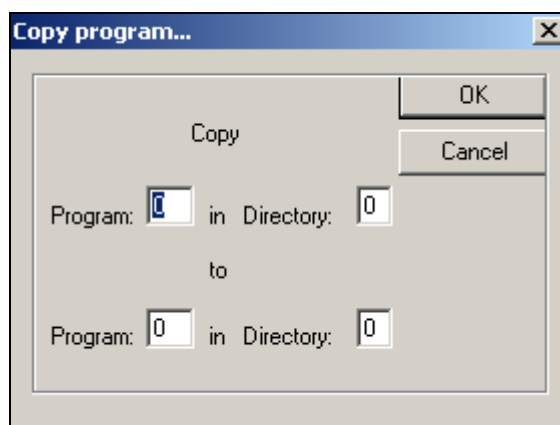 Copy program...
OK
Copy
Cancel
Program: 0 in Directory: 0
to
Program: 0 in Directory: 0